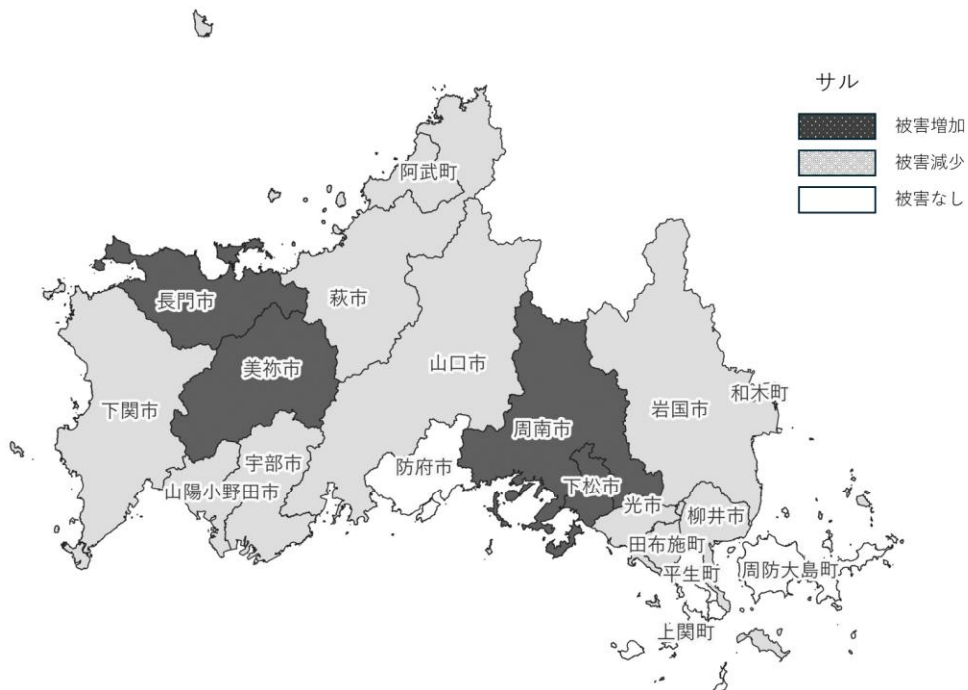 サル
被害増加
被害減少
被害なし
阿武町
長門市
萩市
美祢市
山口市
下関市
和木町
岩国市
周南市
宇部市
防府市
山陽小野田市
下松市
光市
柳井市
田布施町
平生町
周防大島町
上関町